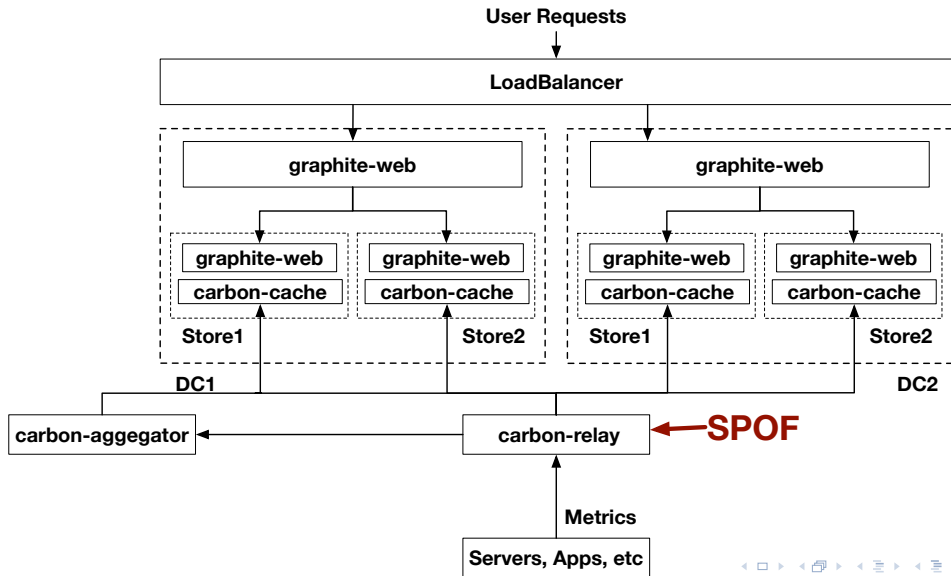 User Requests
LoadBalancer
graphite-web
graphite-web
graphite-web
graphite-web
graphite-web
graphite-web
carbon-cache
carbon-cache
carbon-cache
carbon-cache
Store1
Store2
Store1
Store2
DC1
DC2
carbon-aggegator
carbon-relay
SPOF
Metrics
Servers, Apps, etc